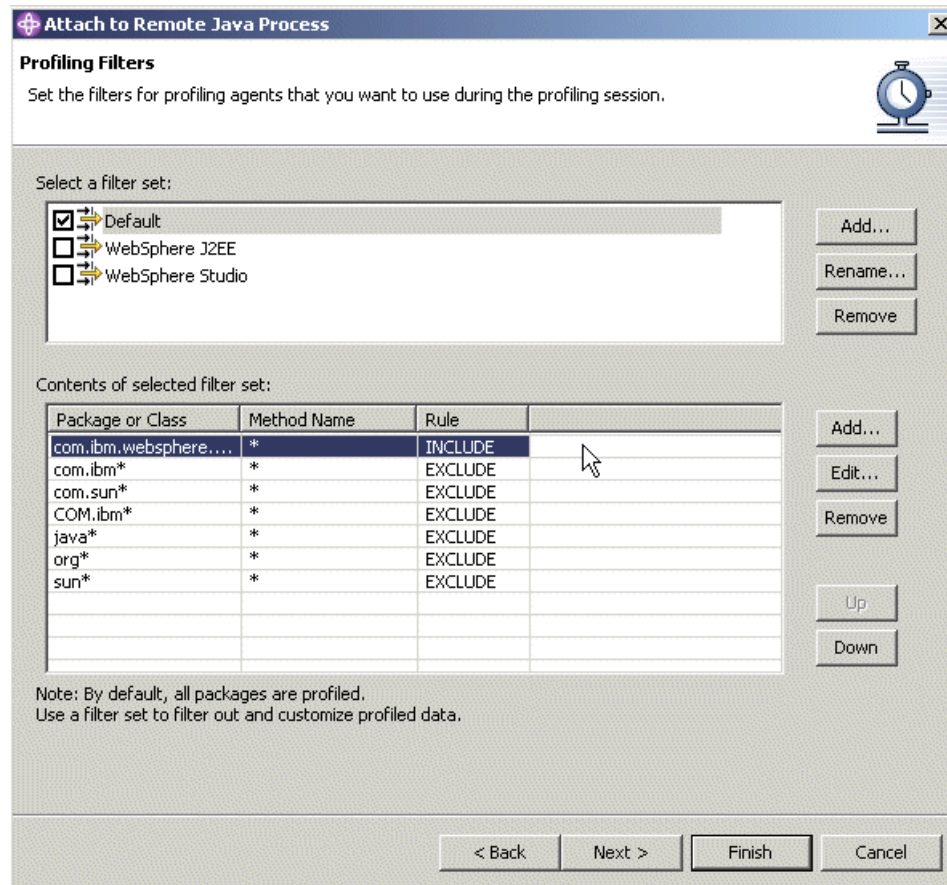 Attach to Remote Java Process
Profiling Filters
Set the filters for profiling agents that you want to use during the profiling session.
Select a filter set:
Default
WebSphere J2EE
WebSphere Studio
Add...
Rename...
Remove
Contents of selected filter set:
Package or Class Method Name Rule
com.ibm.websphere.... * INCLUDE
com.ibm* * EXCLUDE
com.sun* * EXCLUDE
COM.ibm* * EXCLUDE
java* * EXCLUDE
org* * EXCLUDE
sun* * EXCLUDE
Add...
Edit...
Remove
Up
Down
Note: By default, all packages are profiled.
Use a filter set to filter out and customize profiled data.
< Back Next > Finish Cancel